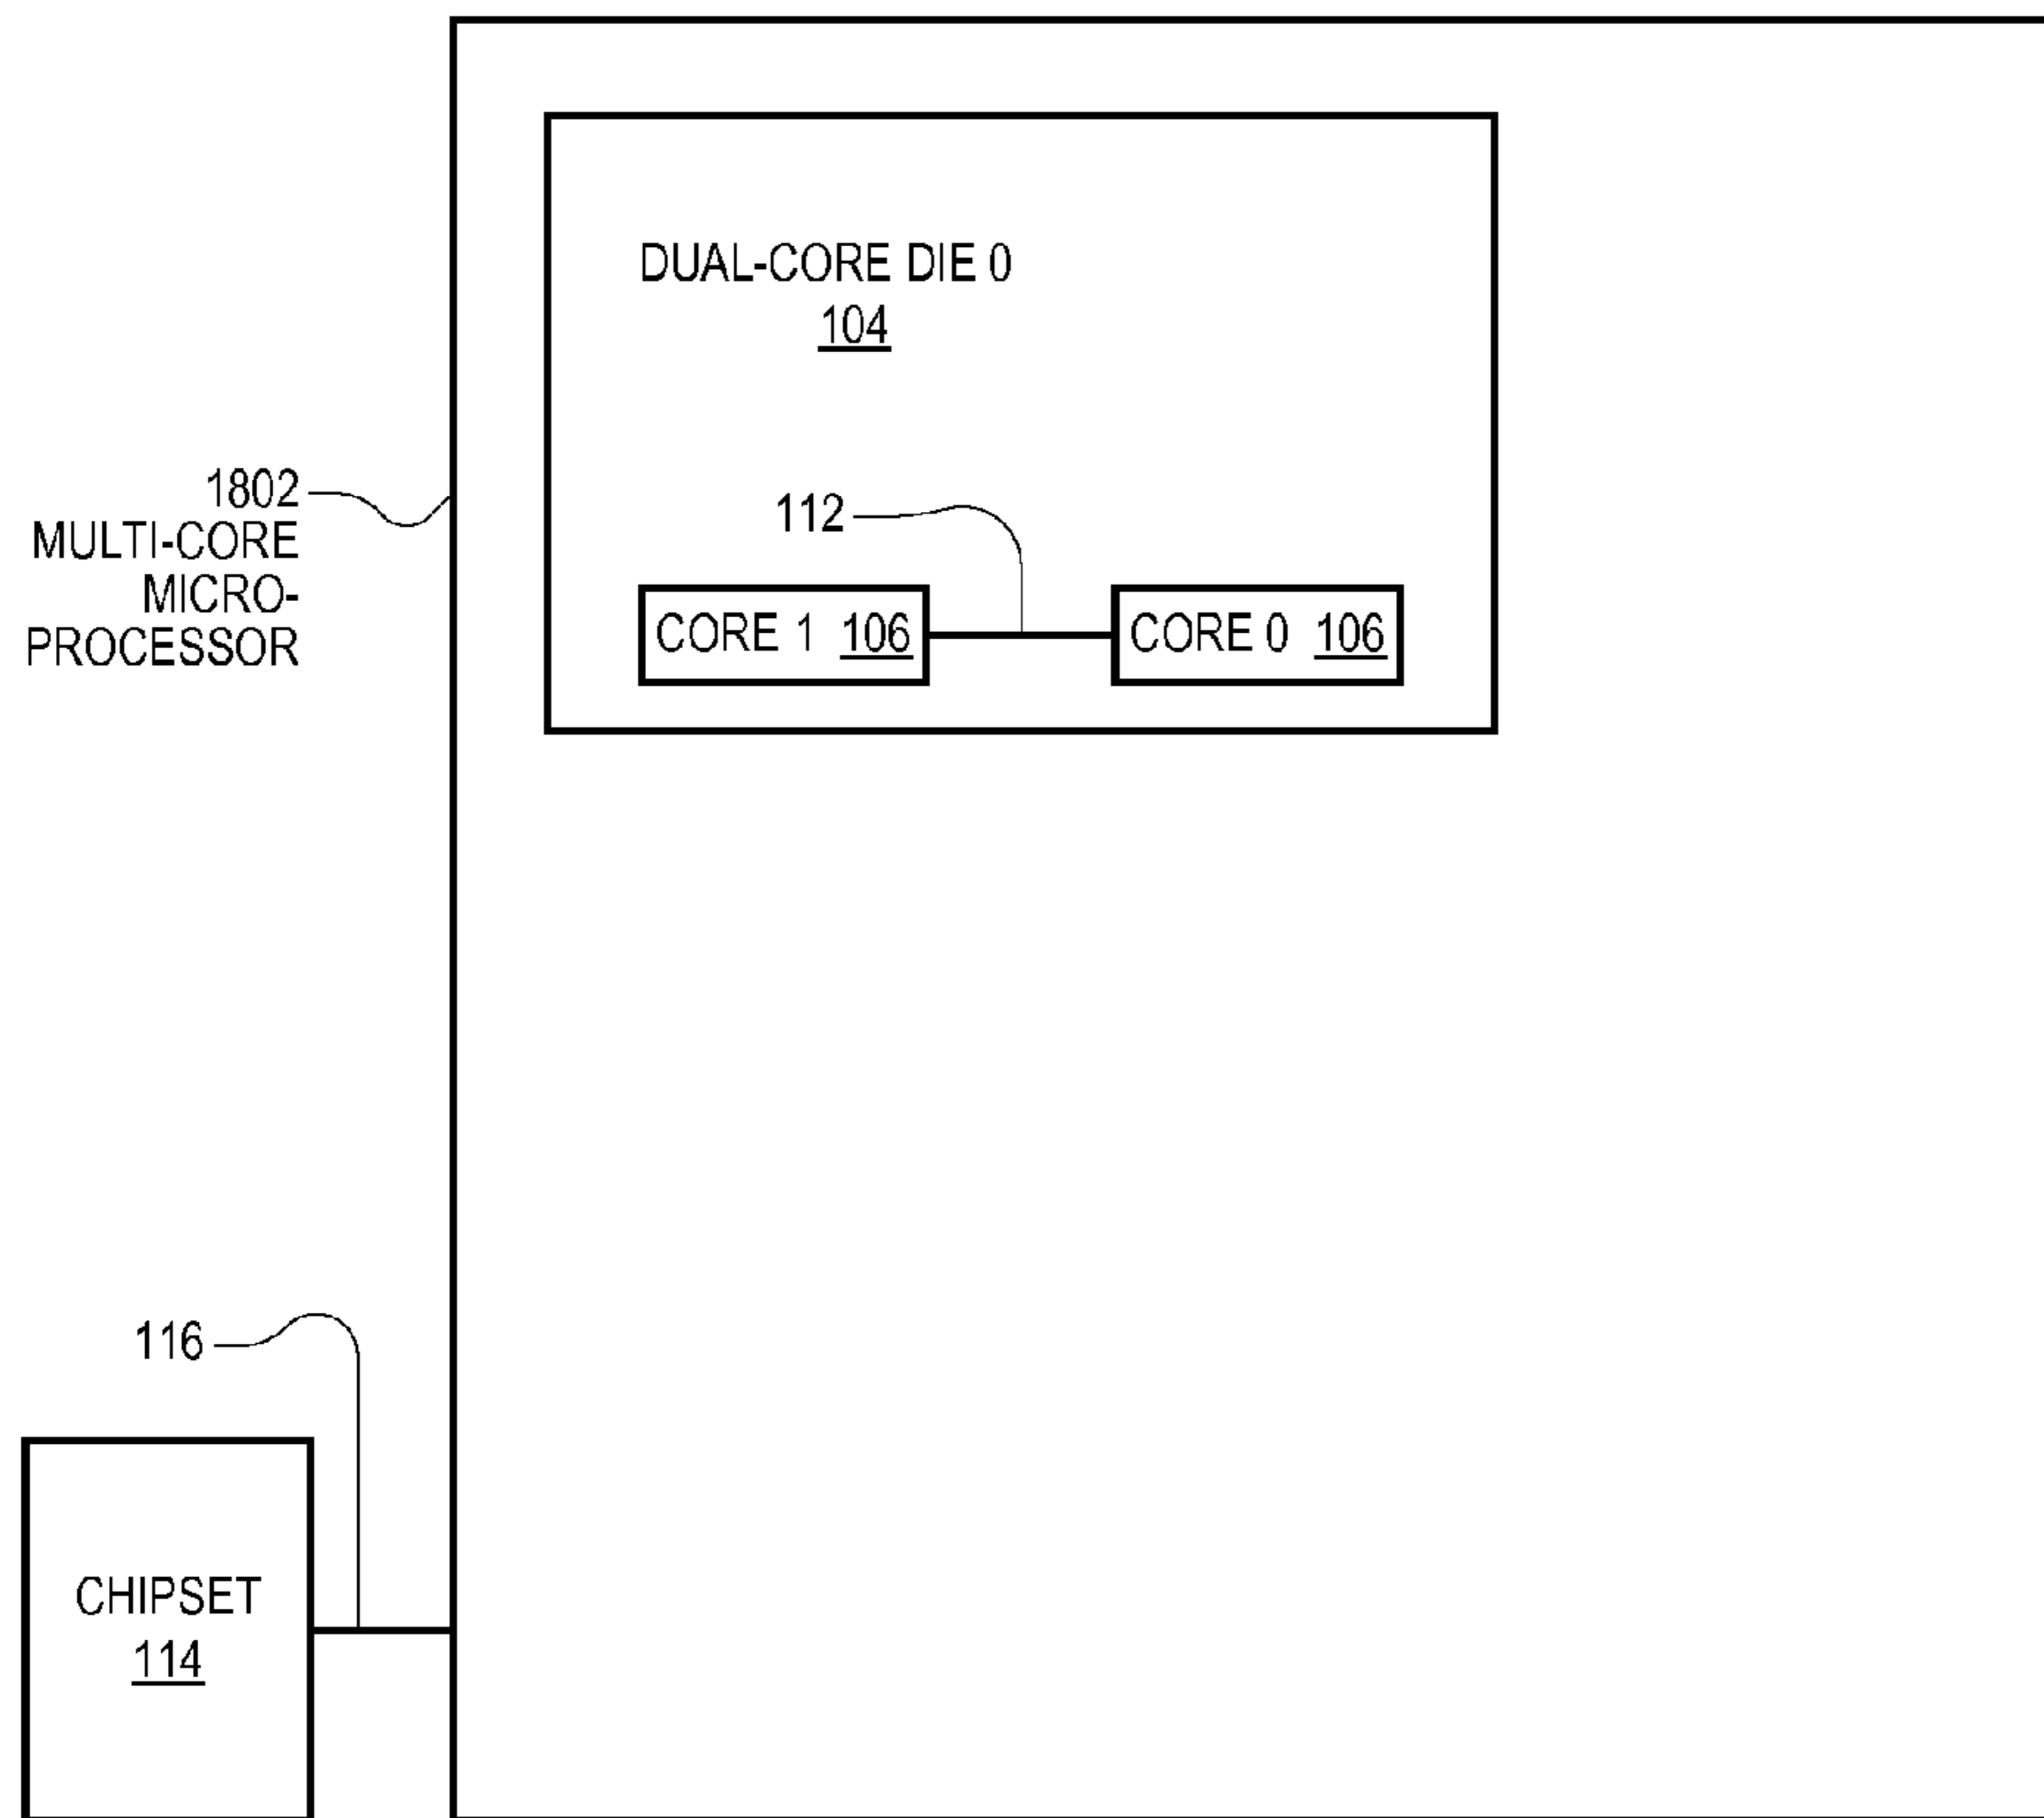 DUAL-CORE DIE 0
104
1802
MULTI-CORE
MICRO-
PROCESSOR
112
CORE 1 106
CORE 0 106
116
CHIPSET
114